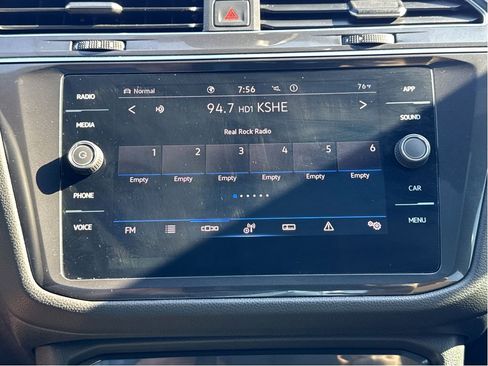 RADIO
MEDIA
PHONE
VOICE
Normal 7:56 76°F
< 94.7 HD1 KSHE >
Real Rock Radio
1 2 3 4 5 6
Empty Empty Empty Empty Empty Empty
FM
APP
SOUND
CAR
MENU